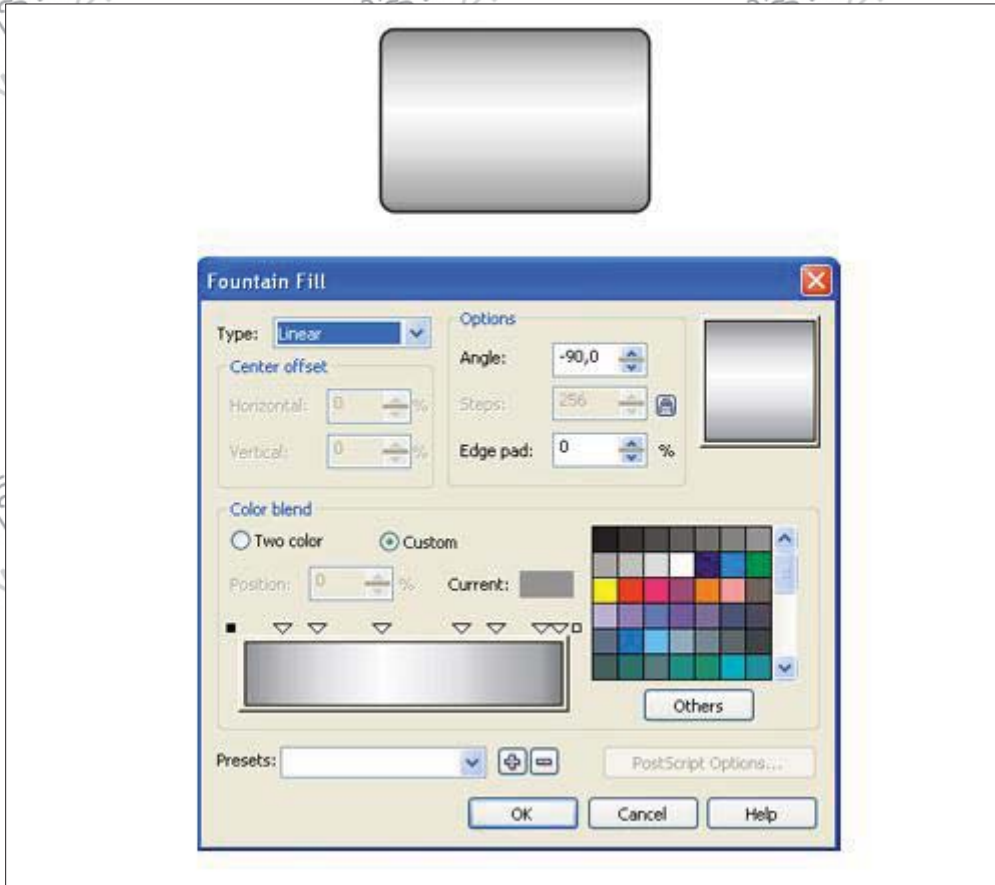 Fountain Fill
Type: Linear
Options
Center offset
Angle: -90,0
Horizontal: 0 %
Steps: 256
Vertical: 0 %
Edge pad: 0 %
Color blend
Two color Custom
Position: 0 % Current:
Others
Presets:
PostScript Options...
OK Cancel Help